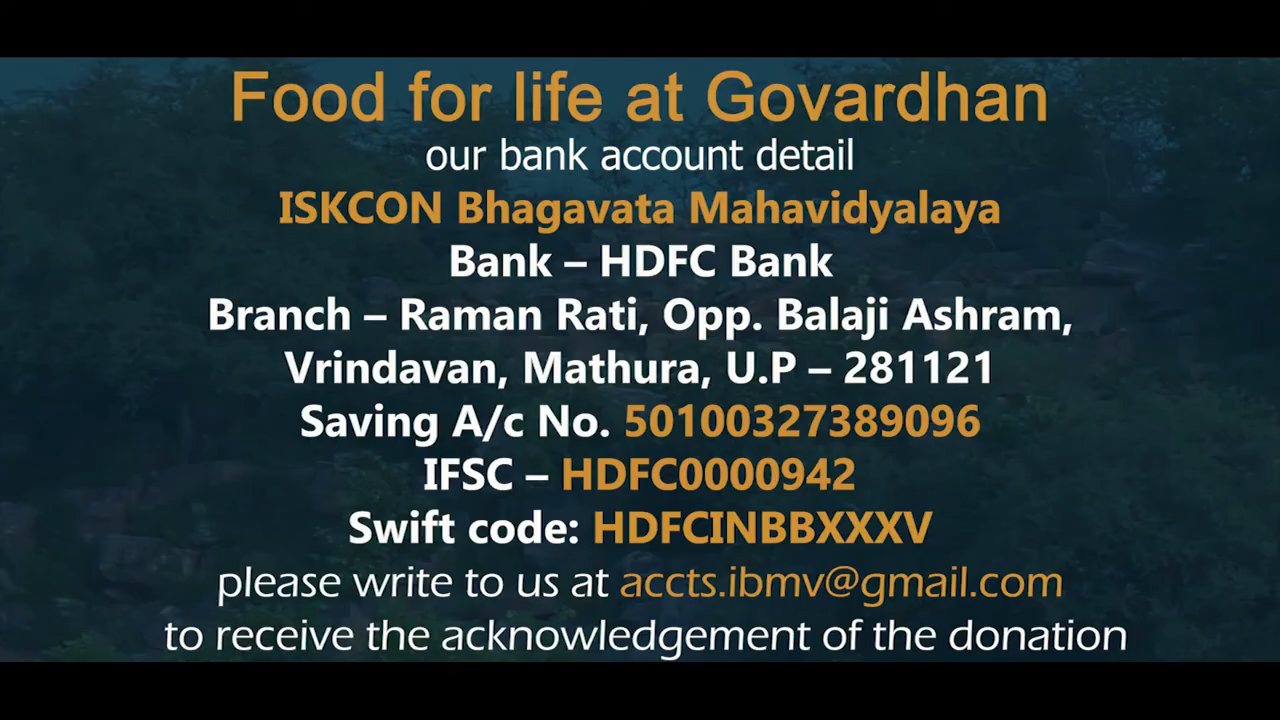 Food for life at Govardhan
our bank account detail
ISKCON Bhagavata Mahavidyalaya
Bank – HDFC Bank
Branch – Raman Rati, Opp. Balaji Ashram,
Vrindavan, Mathura, U.P – 281121
Saving A/c No. 50100327389096
IFSC – HDFC0000942
Swift code: HDFCINBBXXXV
please write to us at accts.ibmv@gmail.com
to receive the acknowledgement of the donation